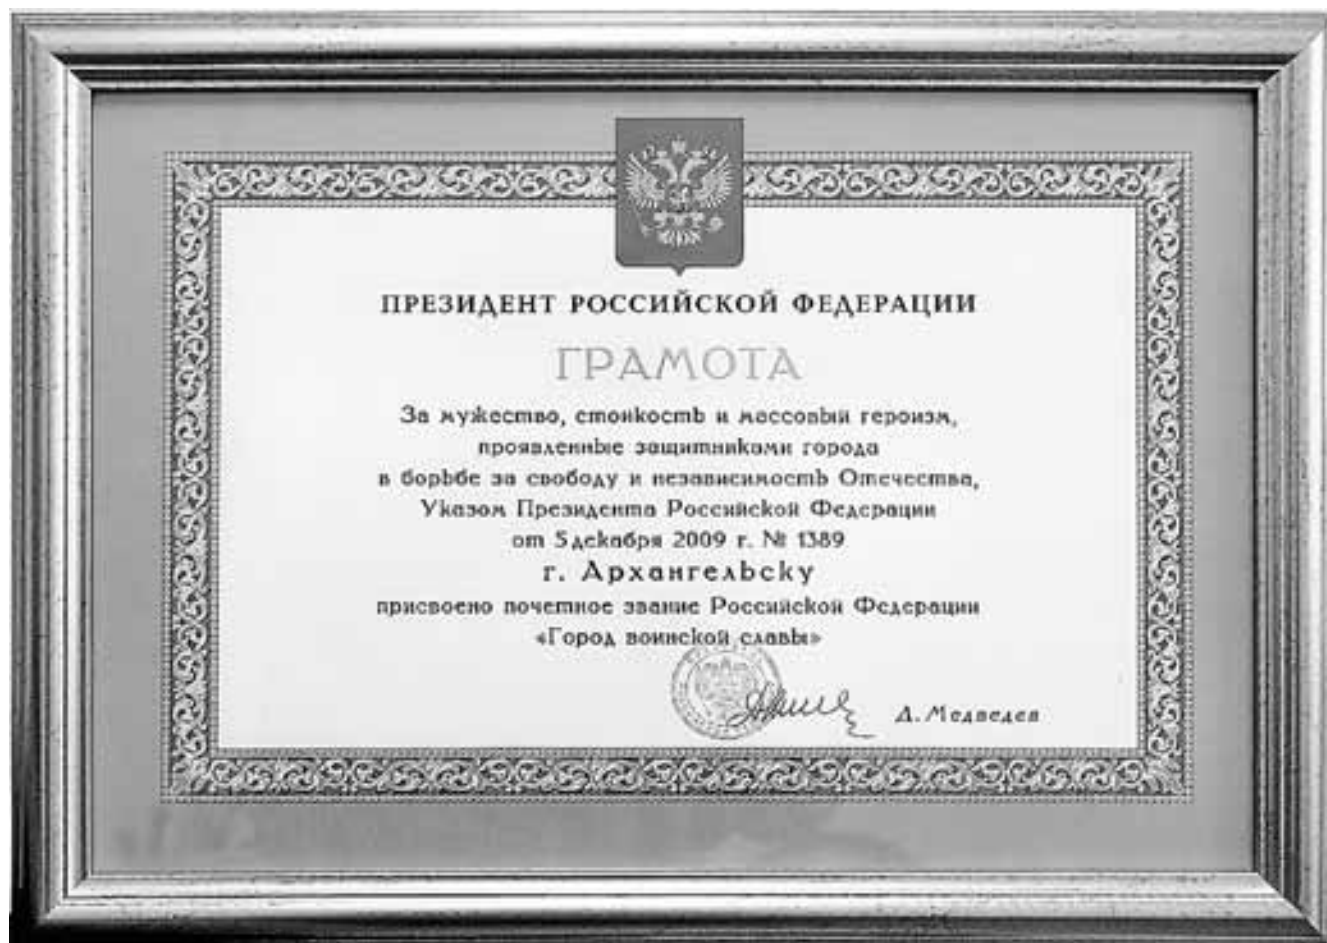 ПРЕЗИДЕНТ РОССИЙСКОЙ ФЕДЕРАЦИИ
ГРАМОТА
За мужество, стойкость и массовый героизм,
проявленные защитниками города
в борьбе за свободу и независимость Отечества,
Указом Президента Российской Федерации
от 5 декабря 2009 г. № 1389
г. Архангельску
присвоено почетное звание Российской Федерации
«Город воинской славы»
Д. Медведев